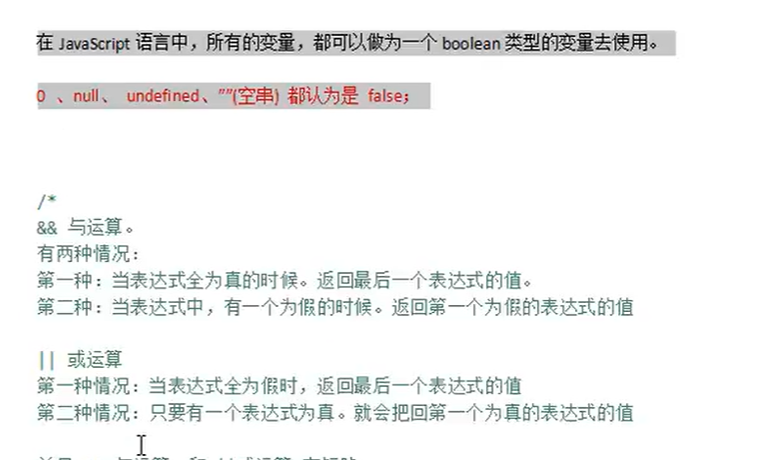 在 JavaScript 语言中，所有的变量，都可以做为一个 boolean 类型的变量去使用。
0 、null、 undefined、””(空串) 都认为是 false；
/*
&& 与运算。
有两种情况：
第一种：当表达式全为真的时候。返回最后一个表达式的值。
第二种：当表达式中，有一个为假的时候。返回第一个为假的表达式的值
|| 或运算
第一种情况：当表达式全为假时，返回最后一个表达式的值
第二种情况：只要有一个表达式为真。就会把回第一个为真的表达式的值